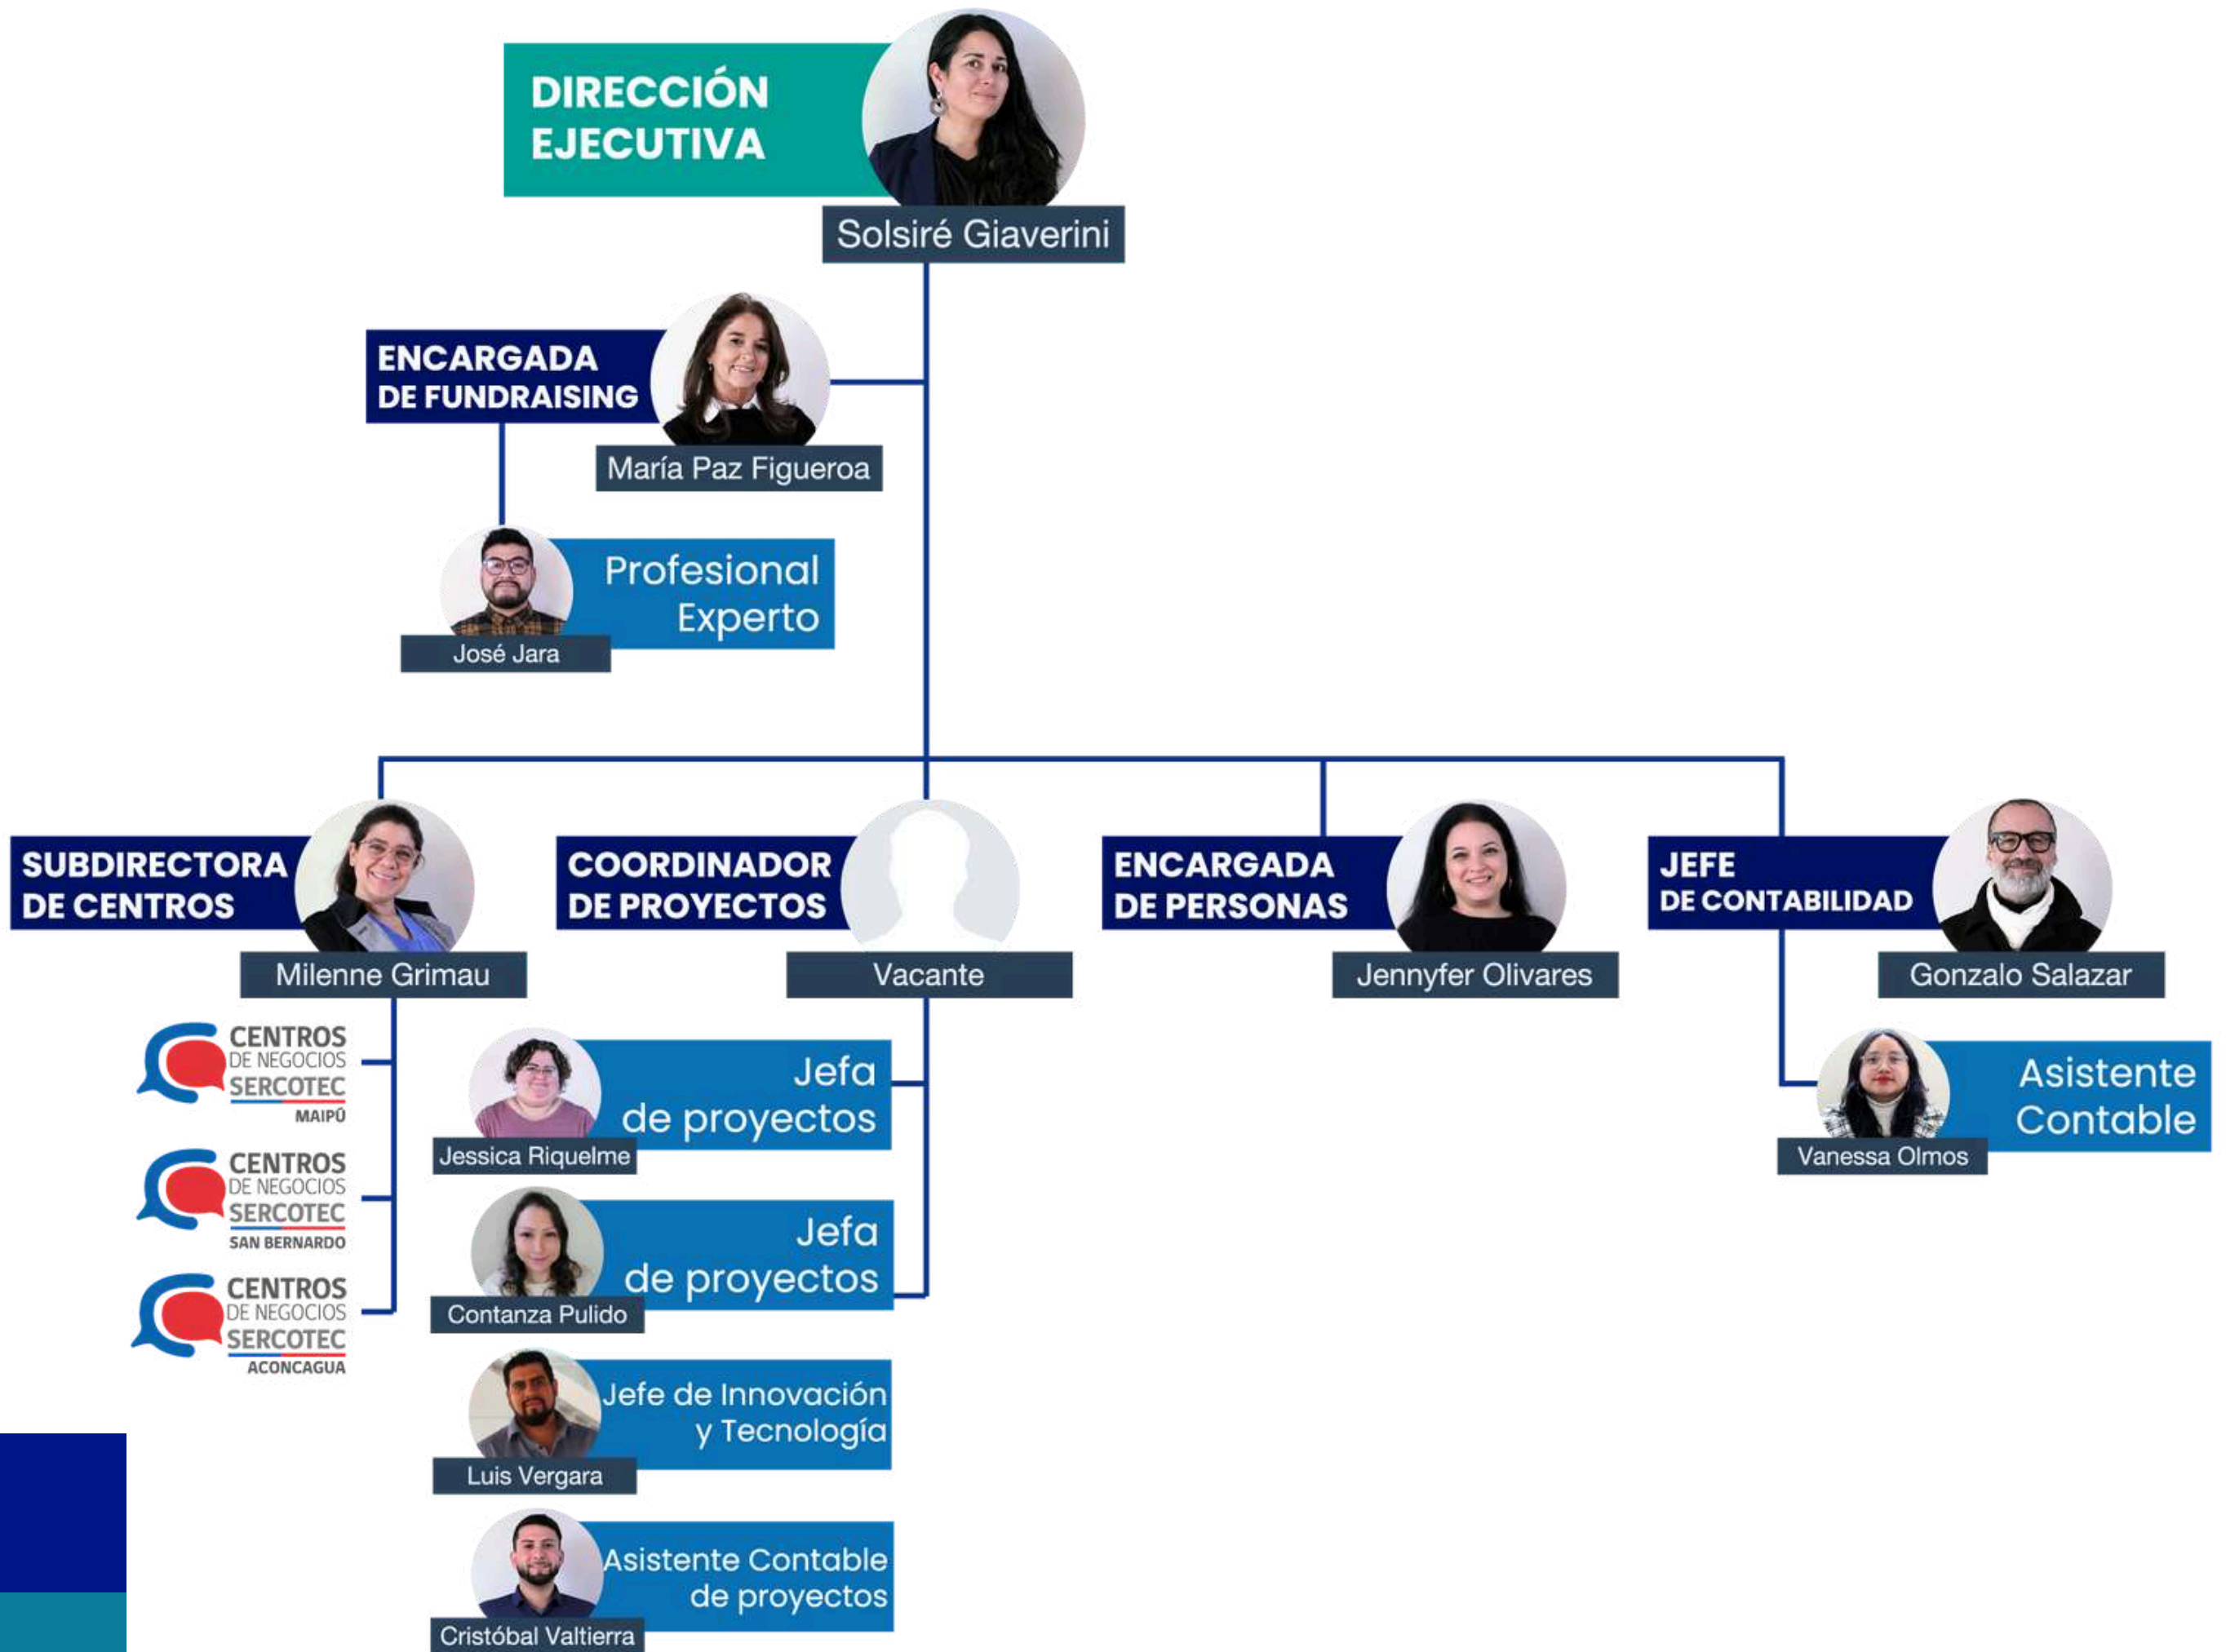 DIRECCIÓN
EJECUTIVA
Solsiré Giaverini
ENCARGADA
DE FUNDRAISING
María Paz Figueroa
Profesional
Experto
José Jara
SUBDIRECTORA
DE CENTROS
Milenne Grimau
CENTROS
DE NEGOCIOS
SERCOTEC
MAIPÚ
CENTROS
DE NEGOCIOS
SERCOTEC
SAN BERNARDO
CENTROS
DE NEGOCIOS
SERCOTEC
ACONCAGUA
COORDINADOR
DE PROYECTOS
Vacante
Jefa
de proyectos
Jessica Riquelme
Jefa
de proyectos
Contanza Pulido
Jefe de Innovación
y Tecnología
Luis Vergara
Asistente Contable
de proyectos
Cristóbal Valtierra
ENCARGADA
DE PERSONAS
Jennyfer Olivares
JEFE
DE CONTABILIDAD
Gonzalo Salazar
Asistente
Contable
Vanessa Olmos